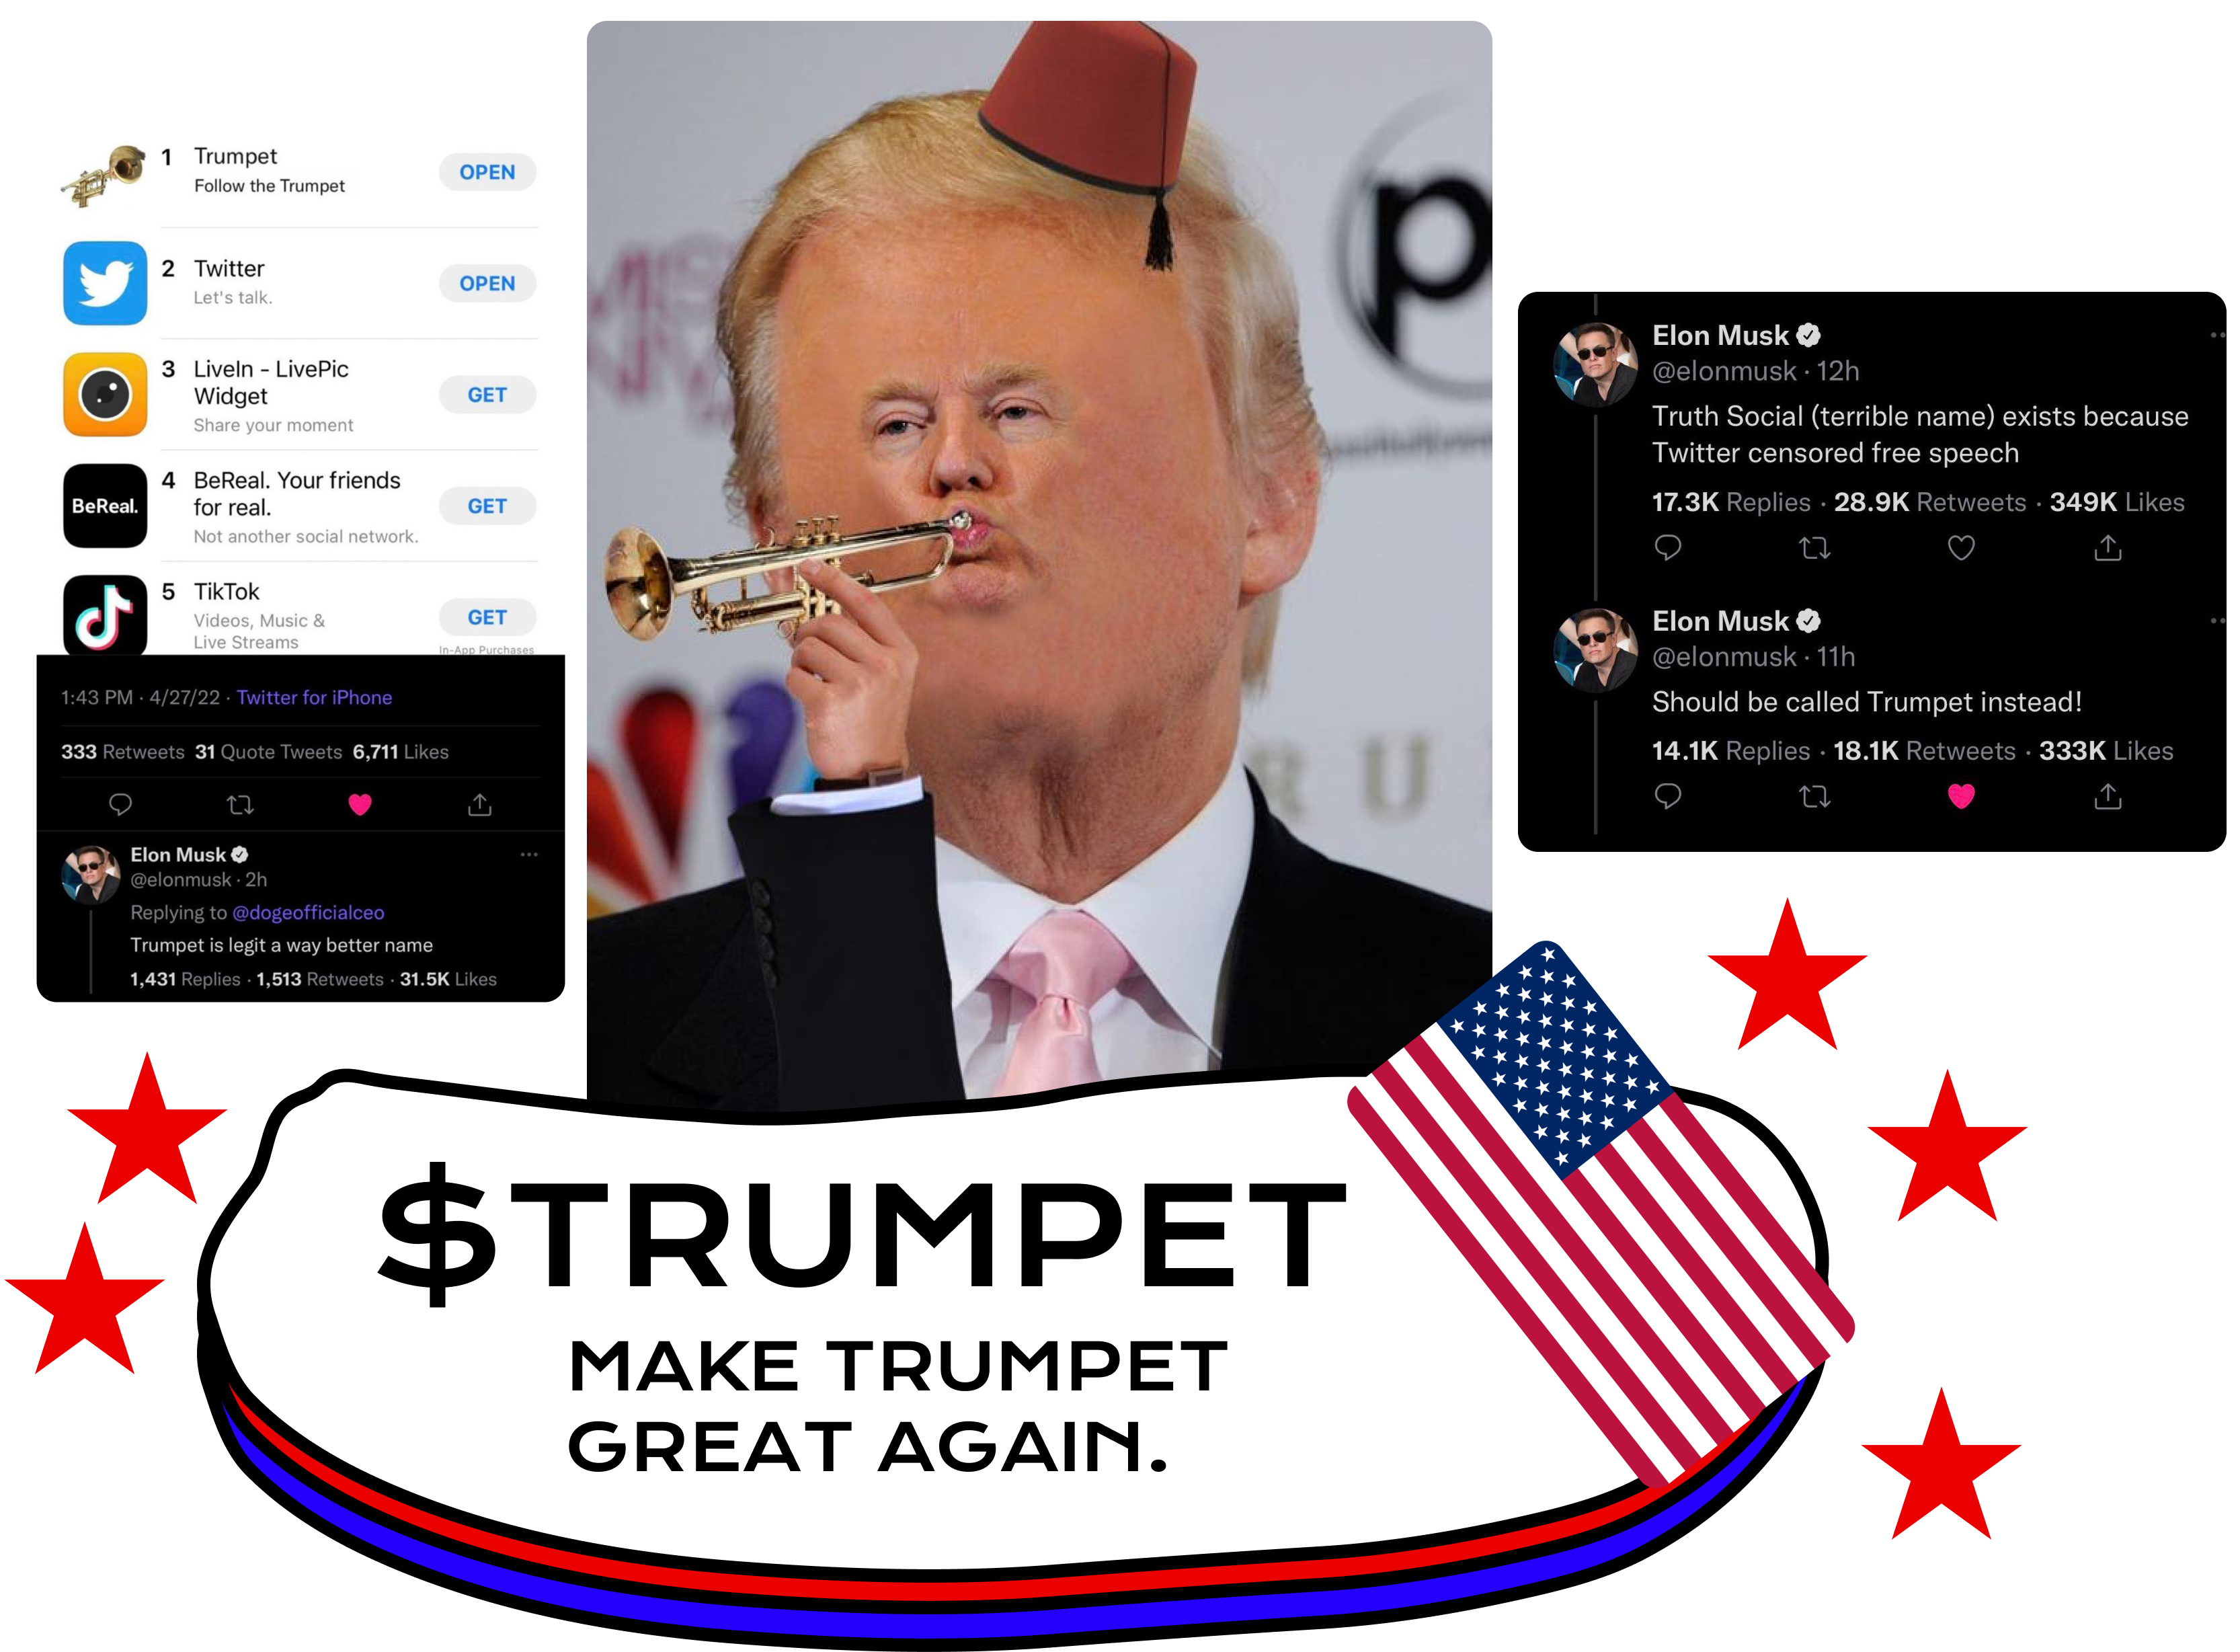 1 Trumpet
Follow the Trumpet
OPEN
2 Twitter
Let's talk.
OPEN
3 LiveIn - LivePic
Widget
Share your moment
GET
BeReal.
4 BeReal. Your friends
for real.
Not another social network.
GET
5 TikTok
Videos, Music &
Live Streams
GET
In-App Purchases
1:43 PM · 4/27/22 · Twitter for iPhone
333 Retweets 31 Quote Tweets 6,711 Likes
Elon Musk
@elonmusk · 2h
Replying to @dogeofficialceo
Trumpet is legit a way better name
1,431 Replies · 1,513 Retweets · 31.5K Likes
p
R U
Elon Musk
@elonmusk · 12h
Truth Social (terrible name) exists because
Twitter censored free speech
17.3K Replies · 28.9K Retweets · 349K Likes
Elon Musk
@elonmusk · 11h
Should be called Trumpet instead!
14.1K Replies · 18.1K Retweets · 333K Likes
$TRUMPET
MAKE TRUMPET
GREAT AGAIN.